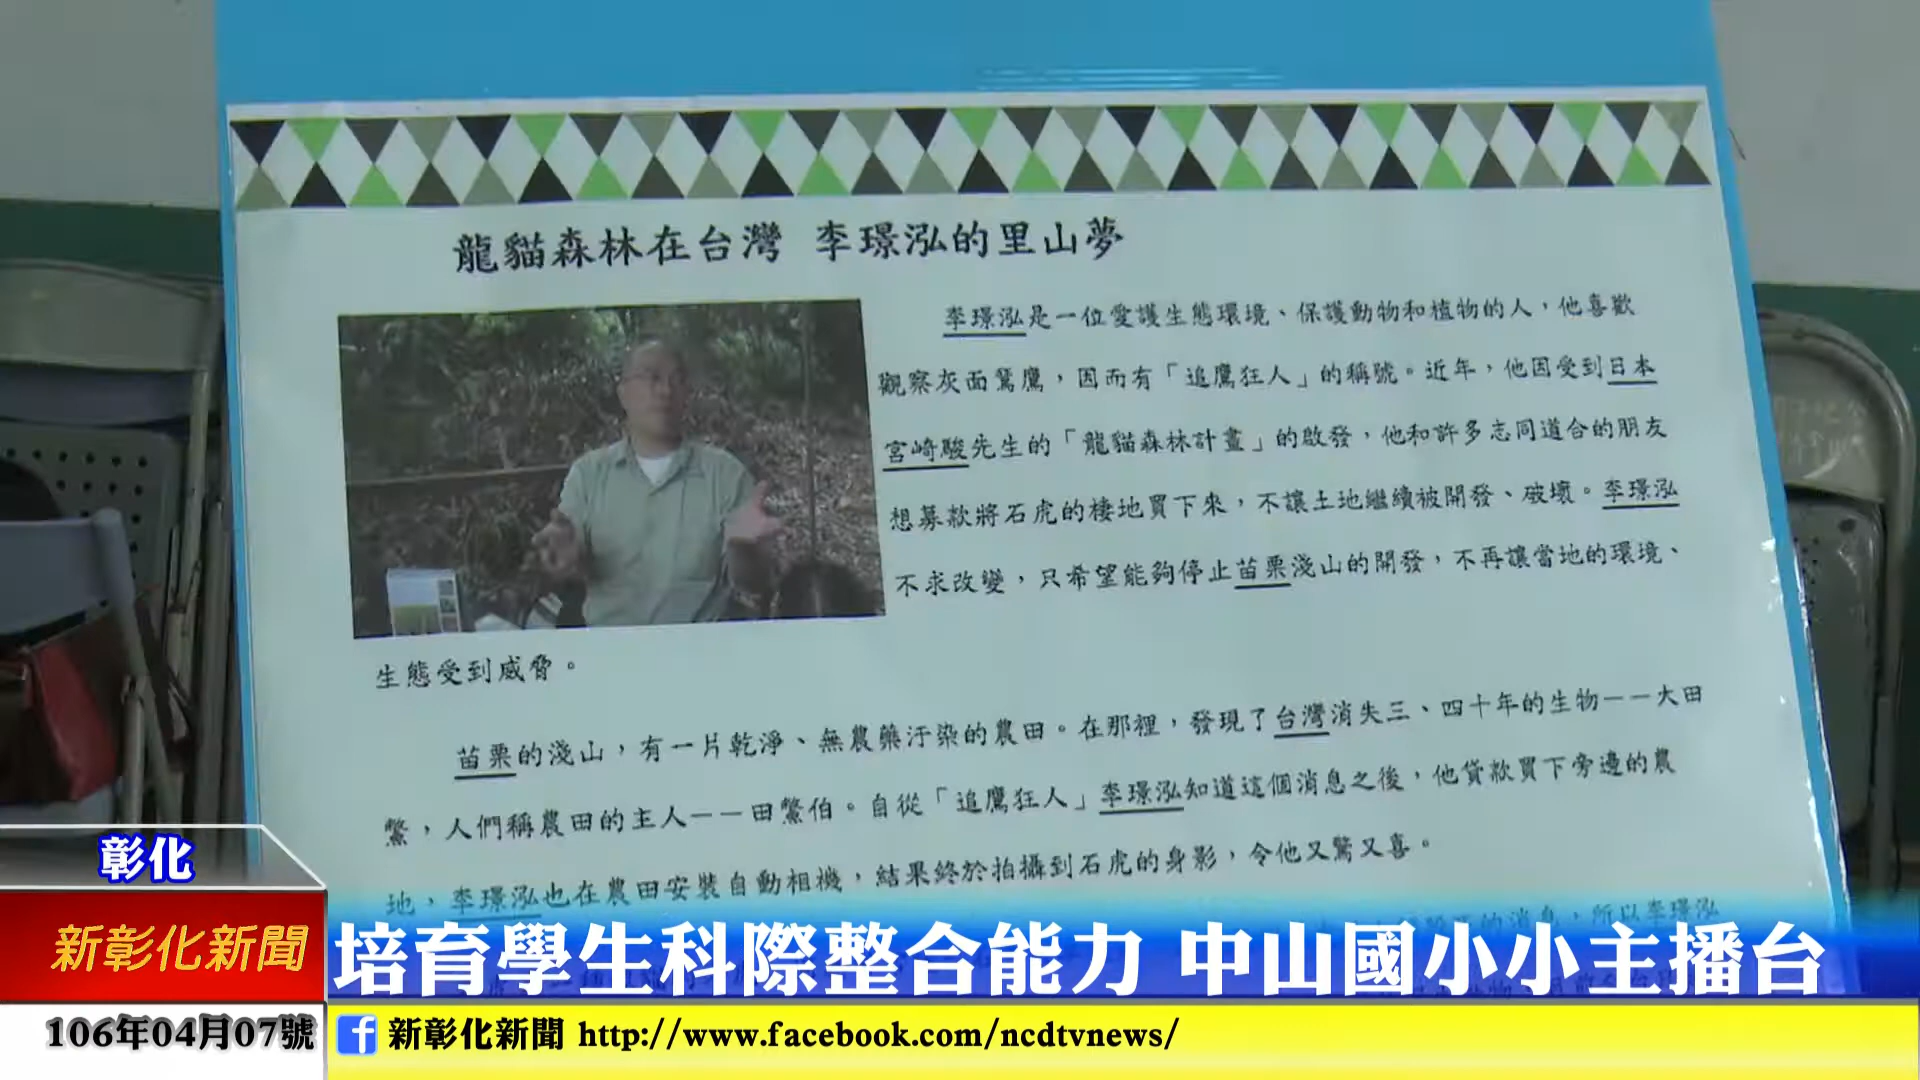 龍貓森林在台灣 李璟泓的里山夢
李璟泓是一位愛護生態環境、保護動物和植物的人，他喜歡
觀察灰面鵟鷹，因而有「追鷹狂人」的稱號。近年，他因受到日本
宮崎駿先生的「龍貓森林計畫」的啟發，他和許多志同道合的朋友
想募款將石虎的棲地買下來，不讓土地繼續被開發、破壞。李璟泓
不求改變，只希望能夠停止苗栗淺山的開發，不再讓當地的環境、
生態受到威脅。
苗栗的淺山，有一片乾淨、無農藥汙染的農田。在那裡，發現了台灣消失三、四十年的生物——大田
鱉，人們稱農田的主人——田鱉伯。自從「追鷹狂人」李璟泓知道這個消息之後，他貸款買下旁邊的農
地，李璟泓也在農田安裝自動相機，結果終於拍攝到石虎的身影，令他又驚又喜。
的消息，所以李璟泓
彰化
新彰化新聞
培育學生科際整合能力 中山國小小主播台
106年04月07號
新彰化新聞 http://www.facebook.com/ncdtvnews/